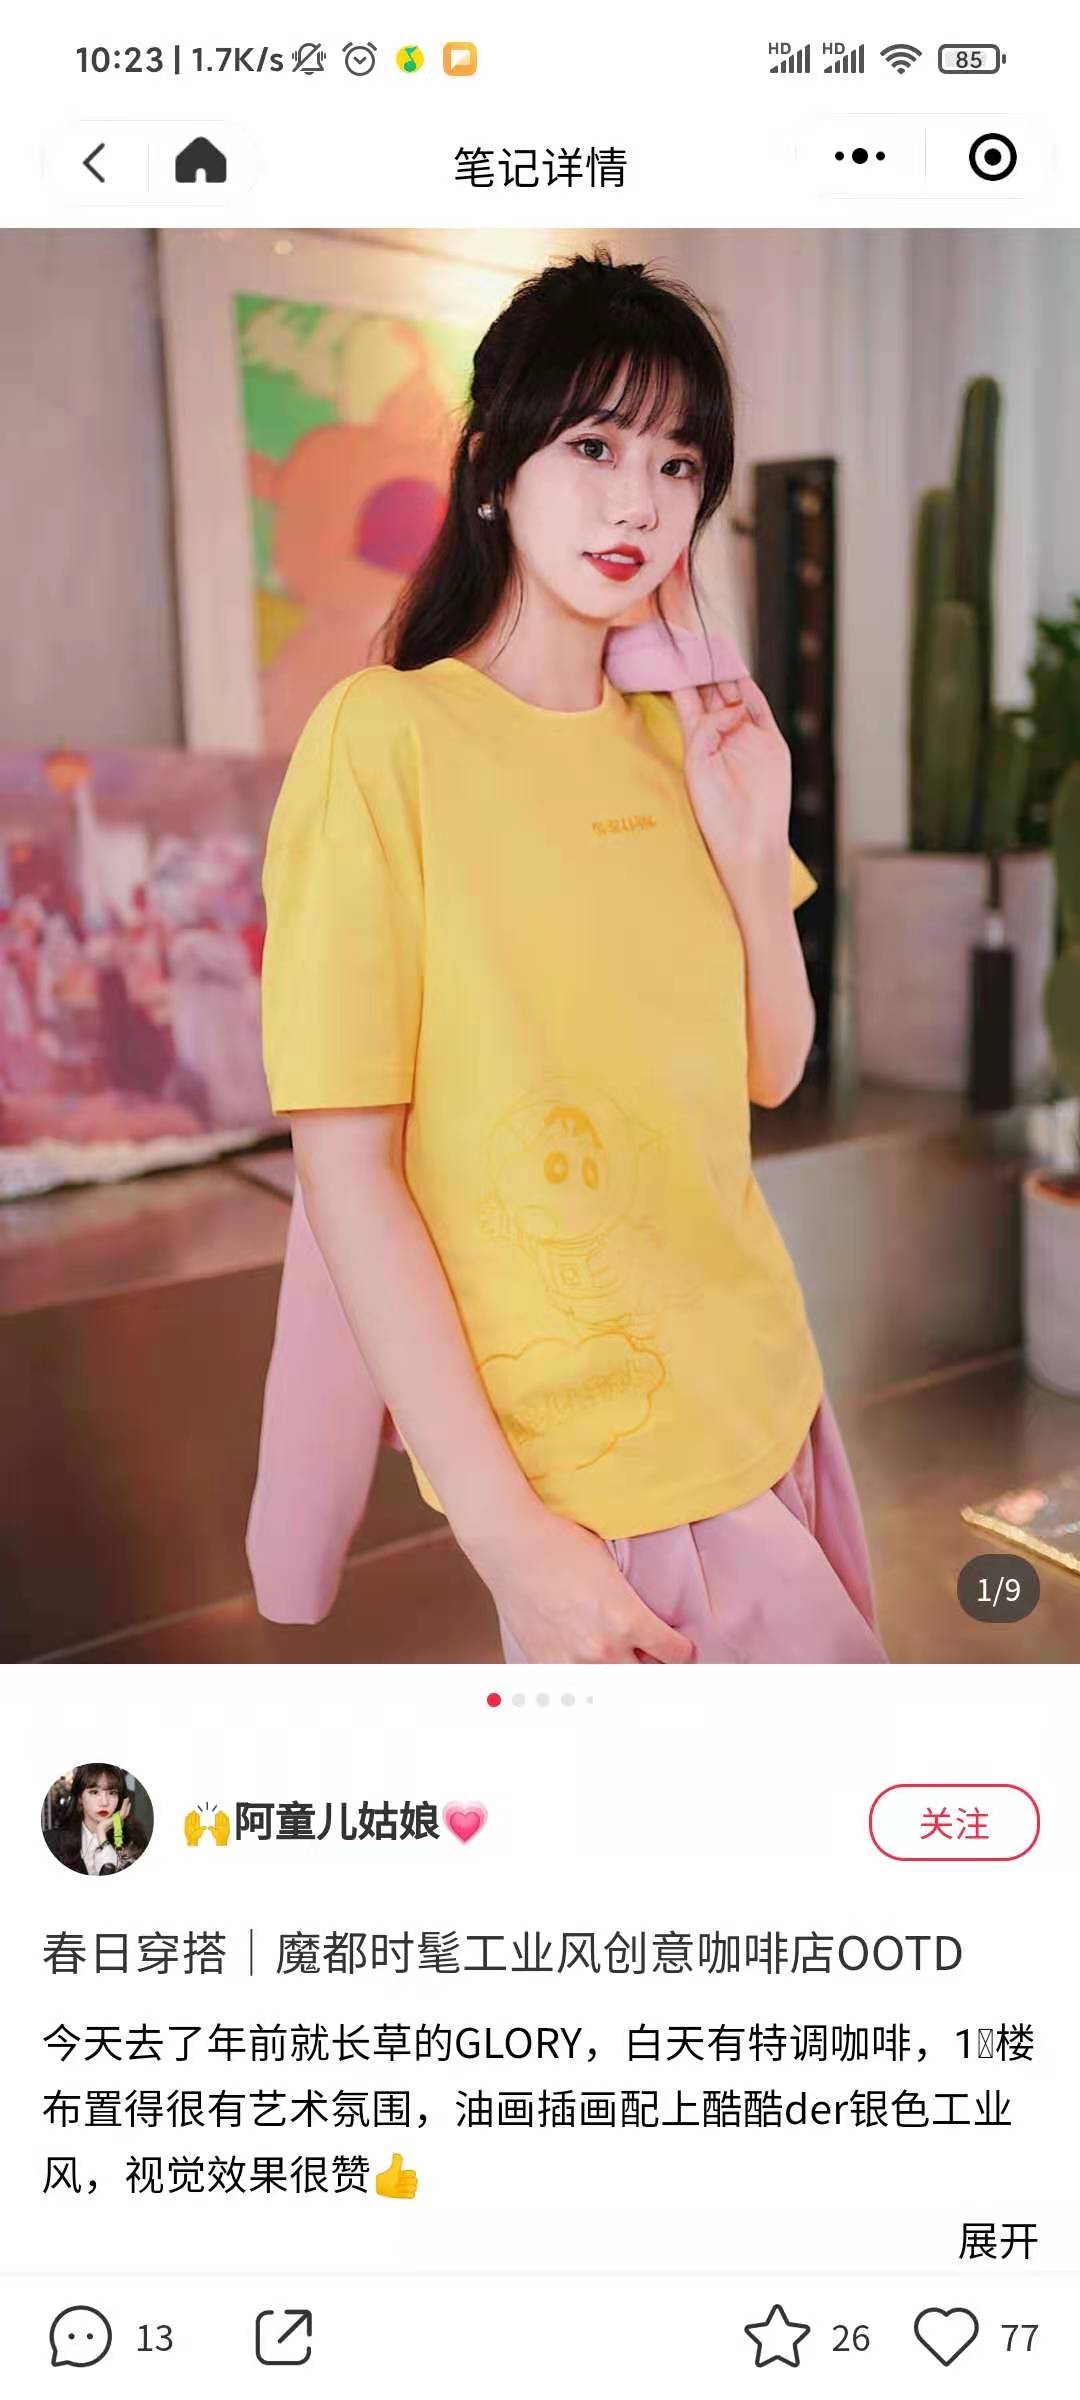 10:23 | 1.7K/s
HD
HD
85
笔记详情
1/9
🙌阿童儿姑娘💗
关注
春日穿搭｜魔都时髦工业风创意咖啡店OOTD
今天去了年前就长草的GLORY，白天有特调咖啡，1楼
布置得很有艺术氛围，油画插画配上酷酷der银色工业
风，视觉效果很赞👍
展开
13
26
77